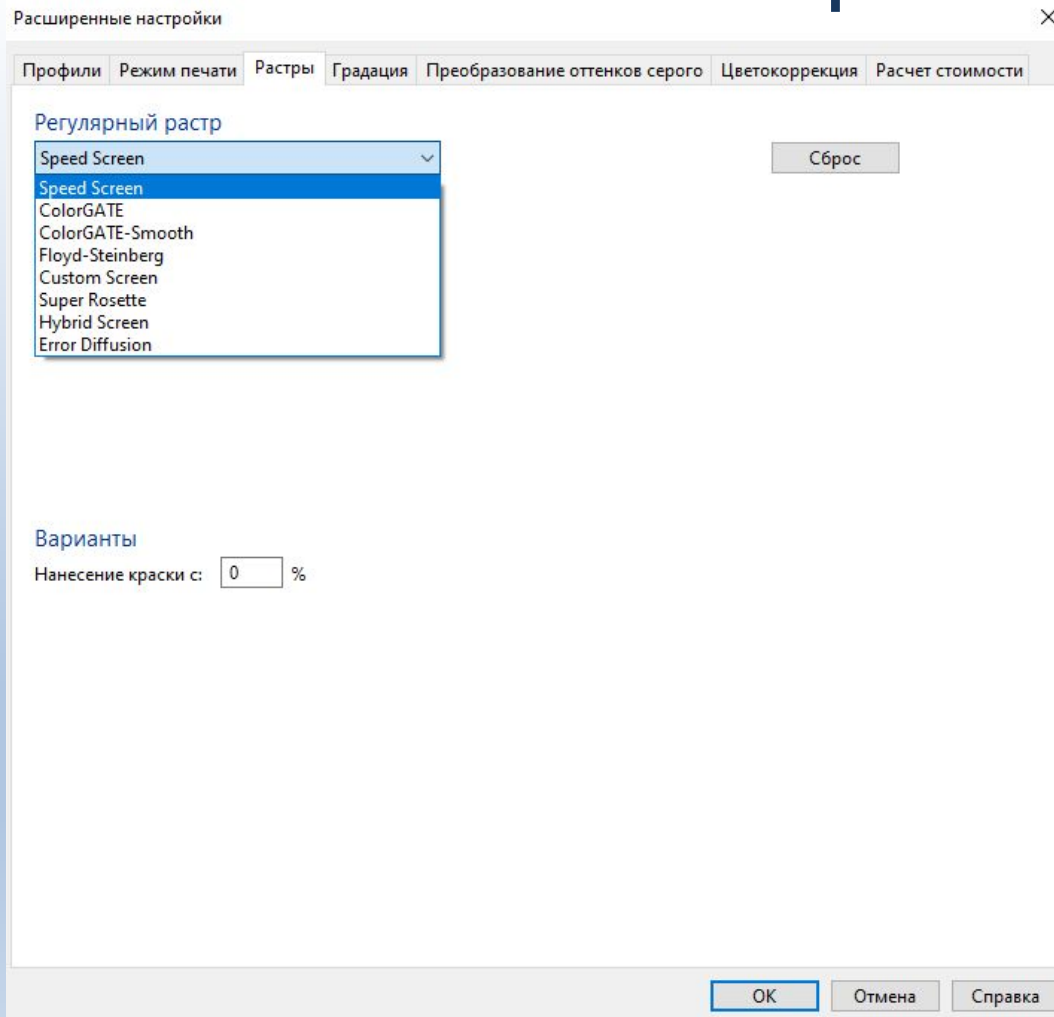 Расширенные настройки
Профили Режим печати Растры Градация Преобразование оттенков серого Цветокоррекция Расчет стоимости
Регулярный растр
Speed Screen Сброс
Speed Screen
ColorGATE
ColorGATE-Smooth
Floyd-Steinberg
Custom Screen
Super Rosette
Hybrid Screen
Error Diffusion
Варианты
Нанесение краски с: 0 %
OK Отмена Справка